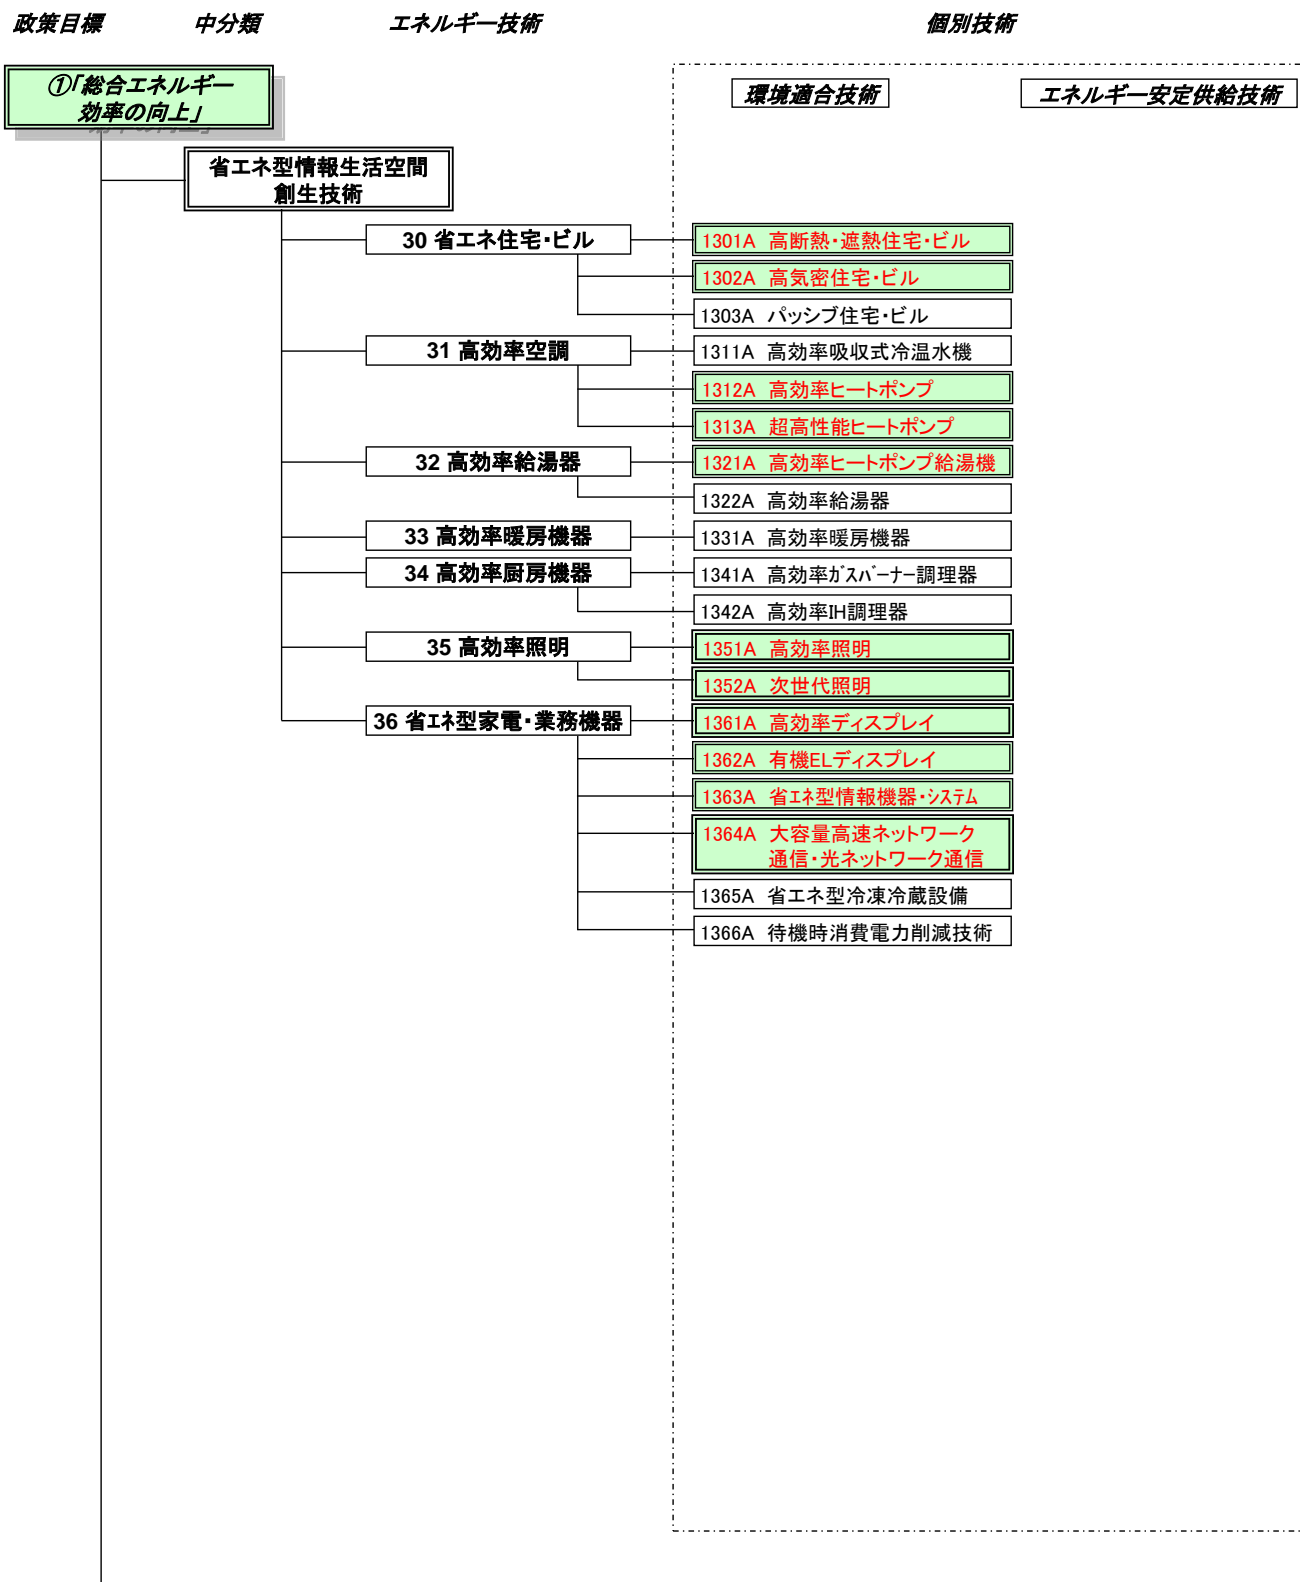 政策目標 中分類 エネルギー技術 個別技術
①「総合エネルギー
効率の向上」
環境適合技術 エネルギー安定供給技術
省エネ型情報生活空間
創生技術
30 省エネ住宅・ビル
1301A 高断熱・遮熱住宅・ビル
1302A 高気密住宅・ビル
1303A パッシブ住宅・ビル
31 高効率空調
1311A 高効率吸収式冷温水機
1312A 高効率ヒートポンプ
1313A 超高性能ヒートポンプ
32 高効率給湯器
1321A 高効率ヒートポンプ給湯機
1322A 高効率給湯器
33 高効率暖房機器
1331A 高効率暖房機器
34 高効率厨房機器
1341A 高効率ガスバーナー調理器
1342A 高効率IH調理器
35 高効率照明
1351A 高効率照明
1352A 次世代照明
36 省エネ型家電・業務機器
1361A 高効率ディスプレイ
1362A 有機ELディスプレイ
1363A 省エネ型情報機器・システム
1364A 大容量高速ネットワーク
通信・光ネットワーク通信
1365A 省エネ型冷凍冷蔵設備
1366A 待機時消費電力削減技術